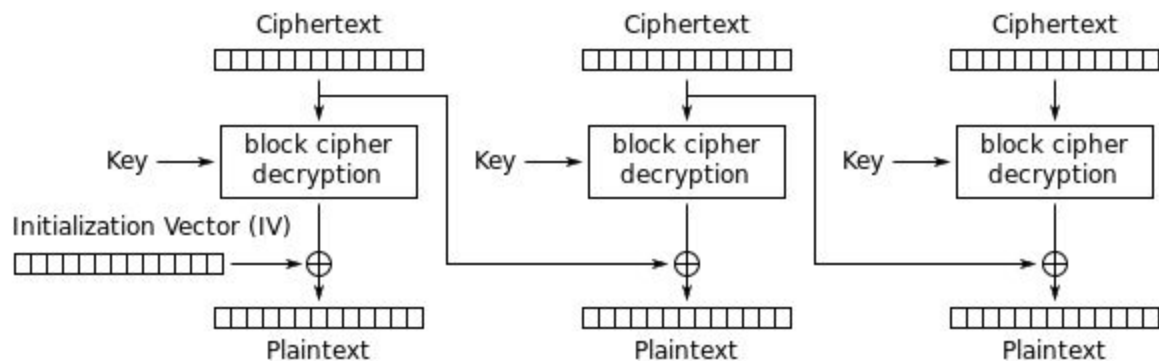 Ciphertext
Ciphertext
Ciphertext
Key
block cipher
decryption
Key
block cipher
decryption
Key
block cipher
decryption
Initialization Vector (IV)
Plaintext
Plaintext
Plaintext